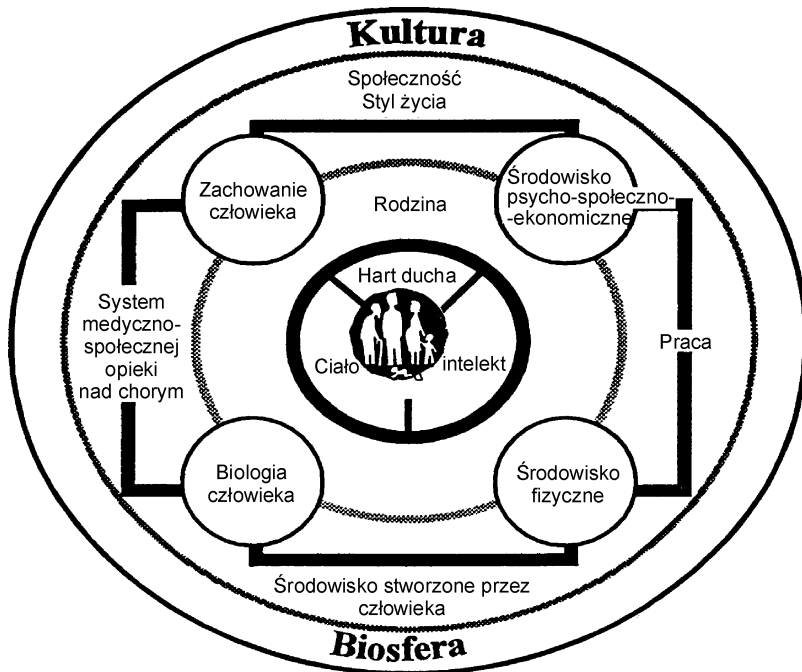 Kultura
Społeczność
Styl życia
Zachowanie
człowieka
Środowisko
psycho-społeczno-
-ekonomiczne
Rodzina
Hart ducha
Ciało
intelekt
System
medyczno-
społecznej
opieki
nad chorym
Praca
Biologia
człowieka
Środowisko
fizyczne
Środowisko stworzone przez
człowieka
Biosfera